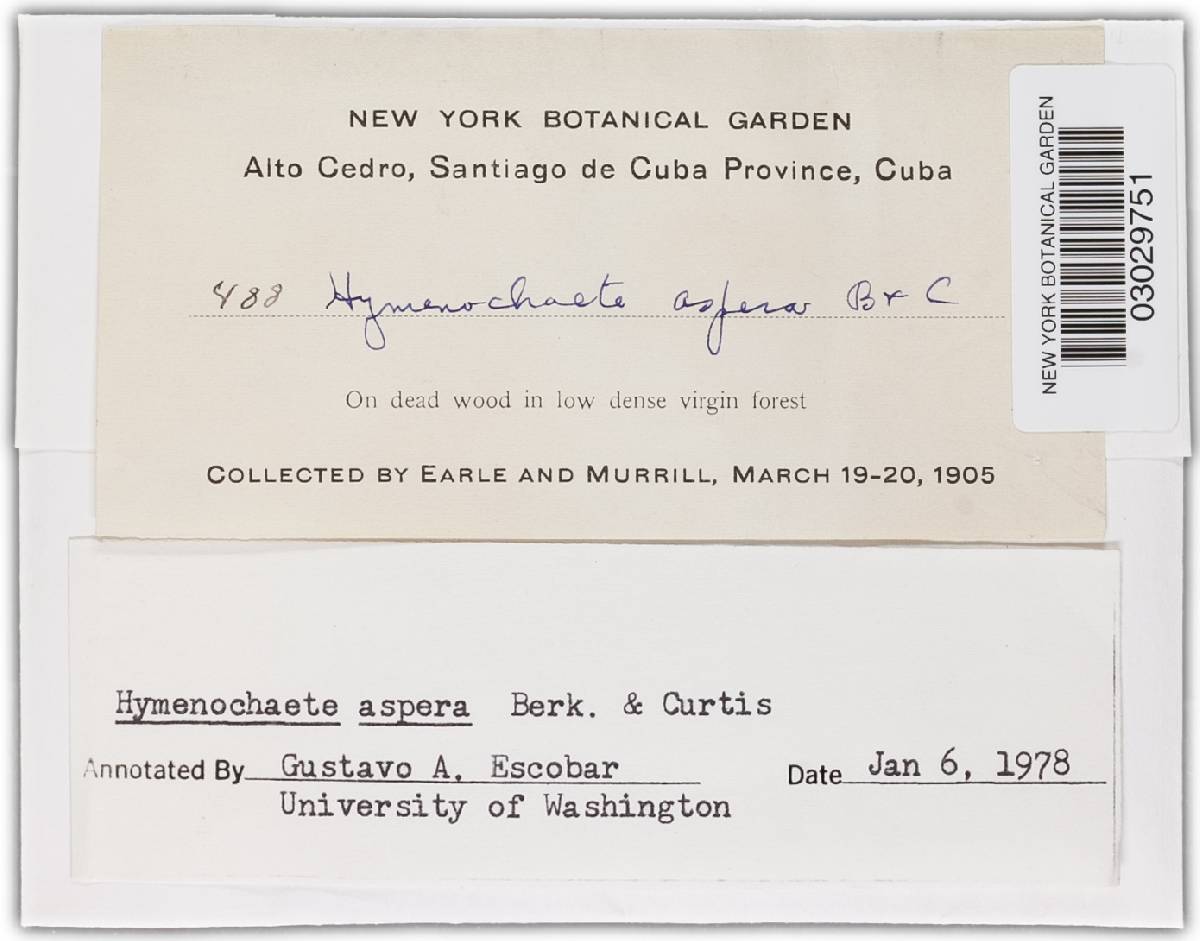 NEW YORK BOTANICAL GARDEN
Alto Cedro, Santiago de Cuba Province, Cuba
488 Hymenochaete aspera B & C
On dead wood in low dense virgin forest
COLLECTED BY EARLE AND MURRILL, MARCH 19-20, 1905
NEW YORK BOTANICAL GARDEN
03029751
Hymenochaete aspera Berk. & Curtis
Annotated By Gustavo A. Escobar Date Jan 6, 1978
University of Washington